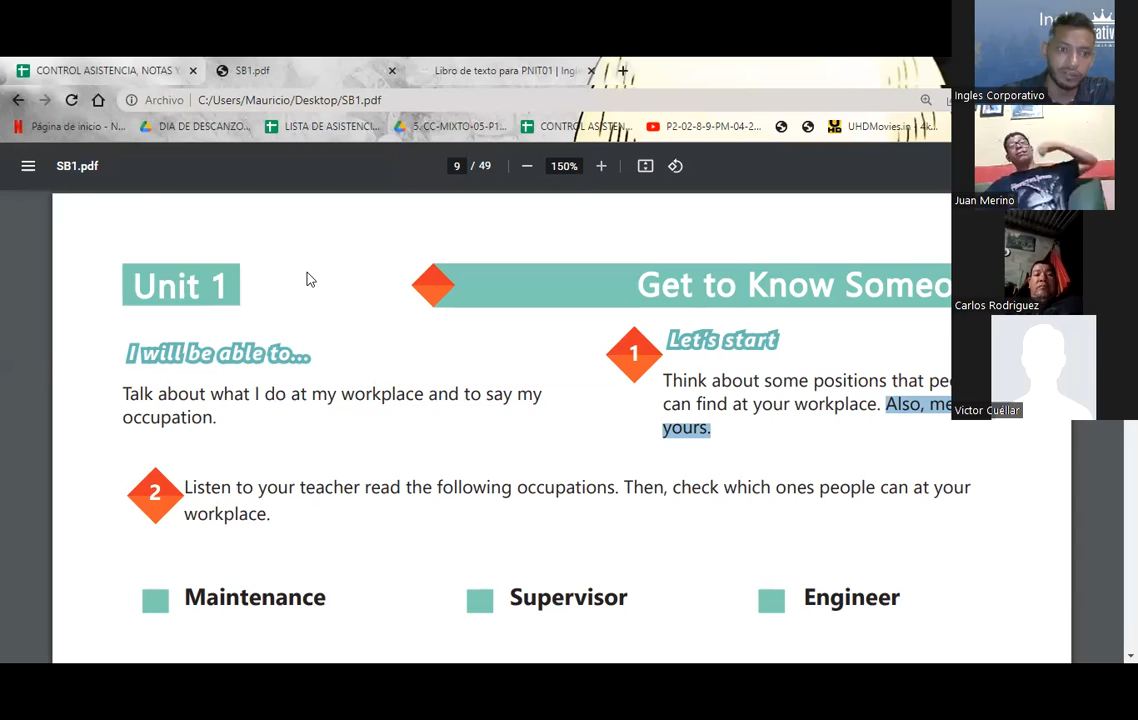 CONTROL ASISTENCIA, NOTAS Y
SB1.pdf
Libro de texto para PNIT01 | Ingl
Archivo
C:/Users/Mauricio/Desktop/SB1.pdf
Página de inicio - N...
DIA DE DESCANZO...
LISTA DE ASISTENCI...
5. CC-MIXTO-05-P1...
CONTROL ASISTEN...
P2-02-8-9-PM-04-2...
UHDMovies.in
SB1.pdf
9 / 49
150%
Unit 1
Get to Know Someo
I will be able to...
Talk about what I do at my workplace and to say my
occupation.
1
Let's start
Think about some positions that pe
can find at your workplace. Also, me
yours.
2
Listen to your teacher read the following occupations. Then, check which ones people can at your
workplace.
Maintenance
Supervisor
Engineer
Ingles Corporativo
Juan Merino
Carlos Rodriguez
Victor Cuéllar